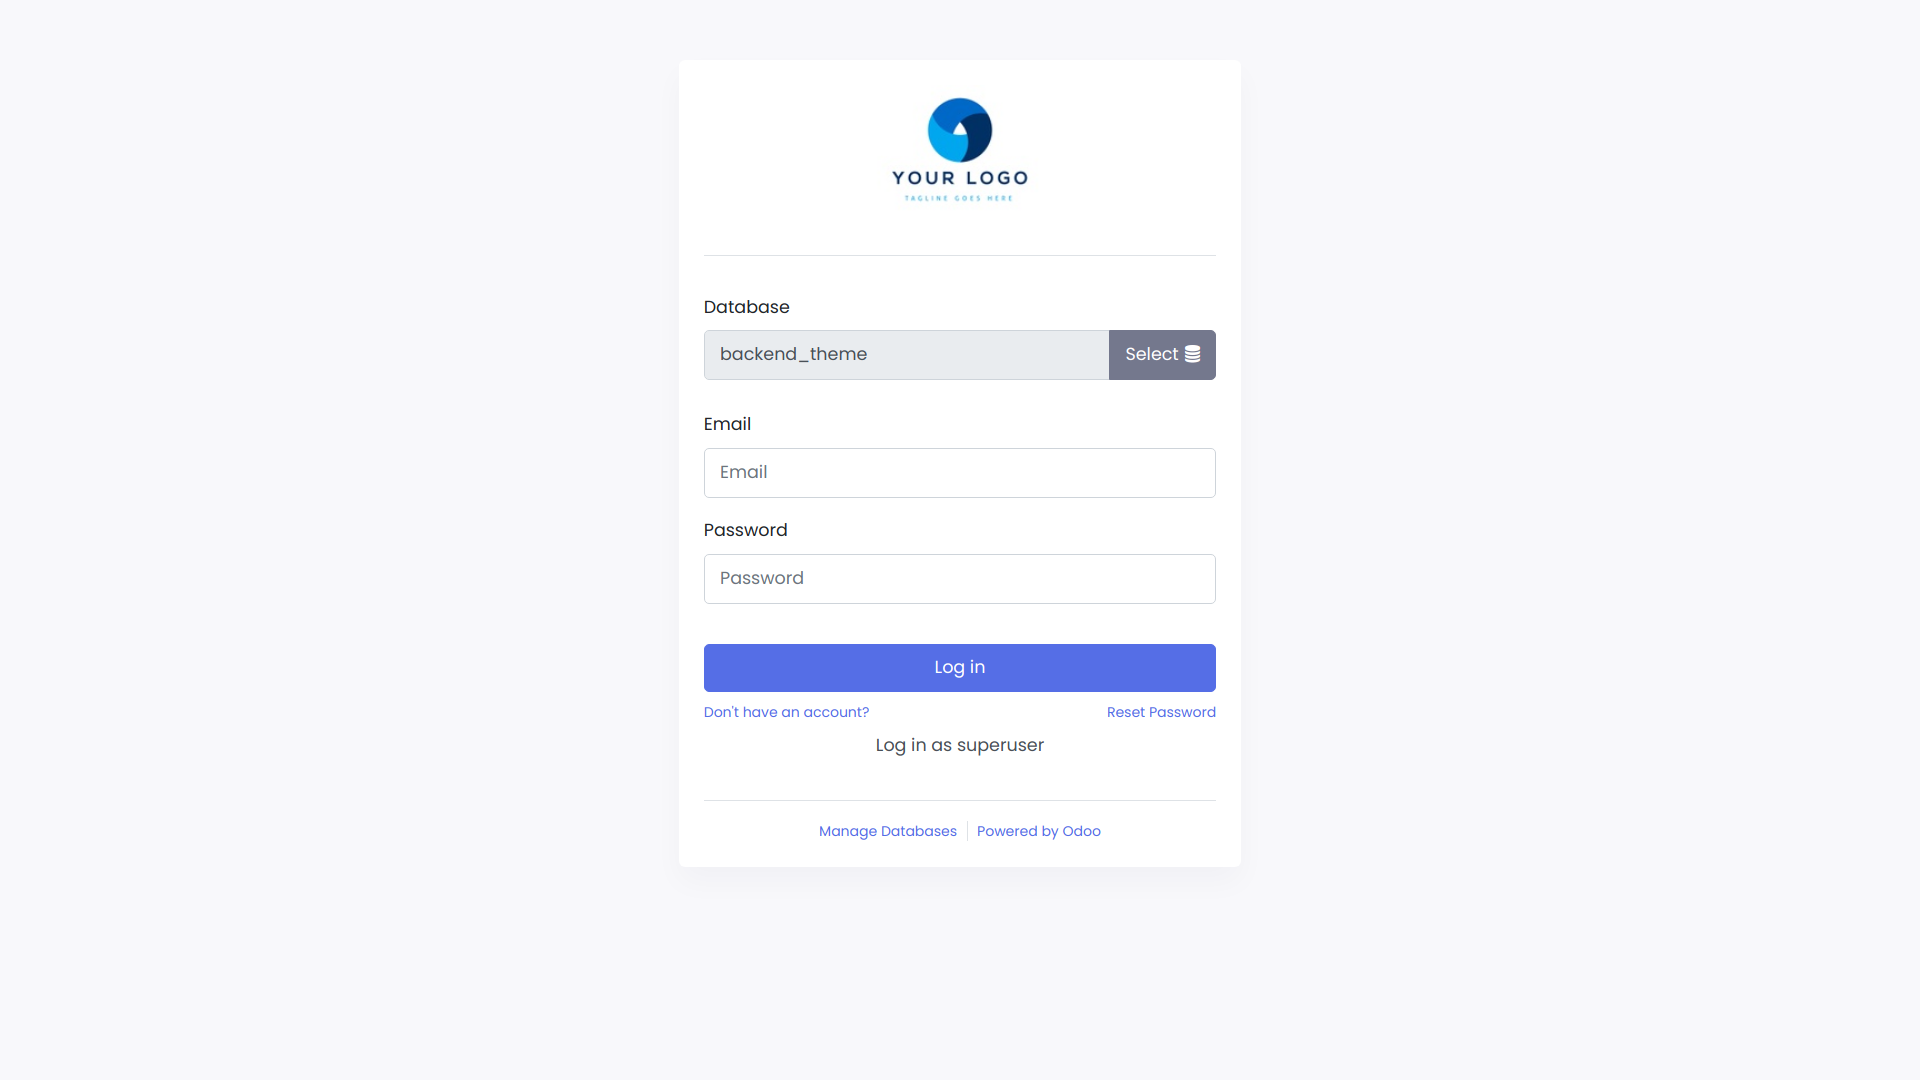 YOUR LOGO
TAGLINE GOES HERE
Database
backend_theme Select
Email
Email
Password
Password
Log in
Don't have an account? Reset Password
Log in as superuser
Manage Databases Powered by Odoo